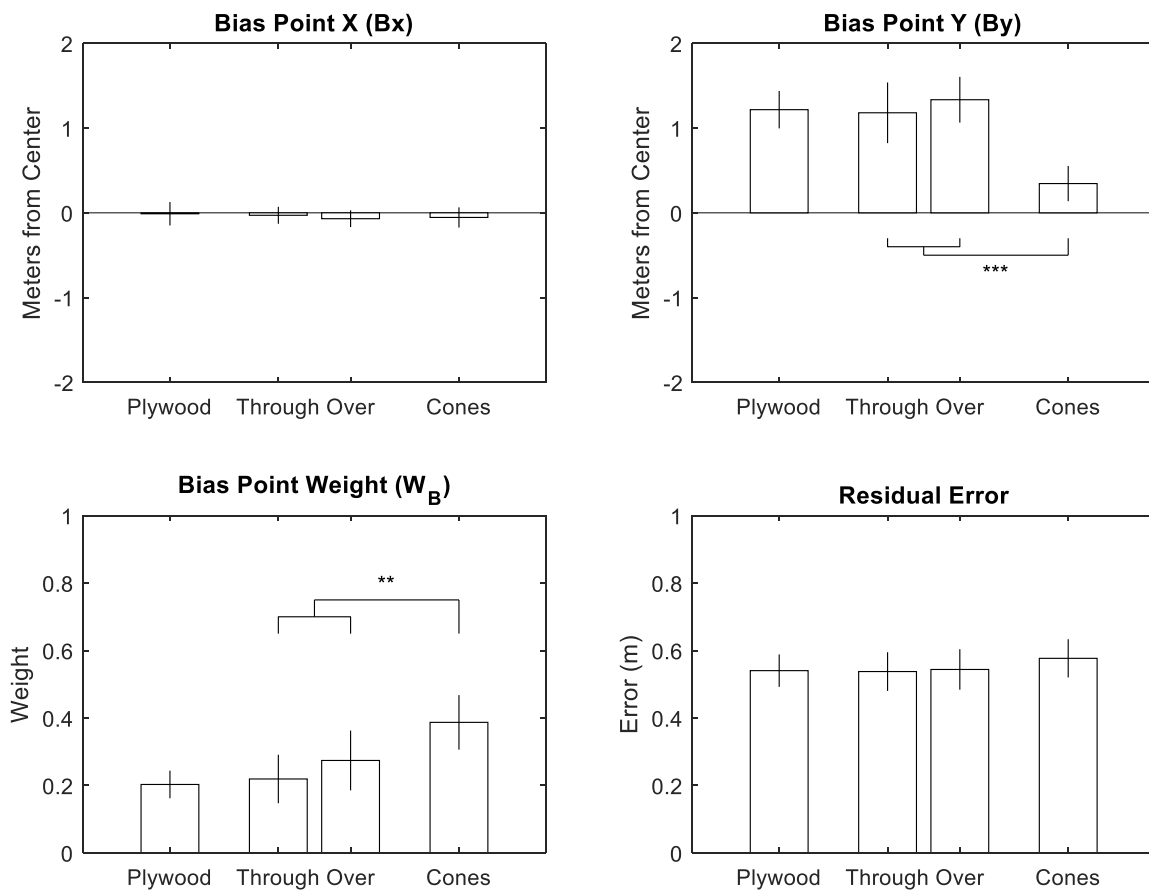 Bias Point X (Bx)
Meters from Center
2
1
0
-1
-2
Plywood Through Over Cones
Bias Point Y (By)
Meters from Center
2
1
0
-1
-2
***
Plywood Through Over Cones
Bias Point Weight (W_B)
Weight
1
0.8
0.6
0.4
0.2
0
**
Plywood Through Over Cones
Residual Error
Error (m)
1
0.8
0.6
0.4
0.2
0
Plywood Through Over Cones